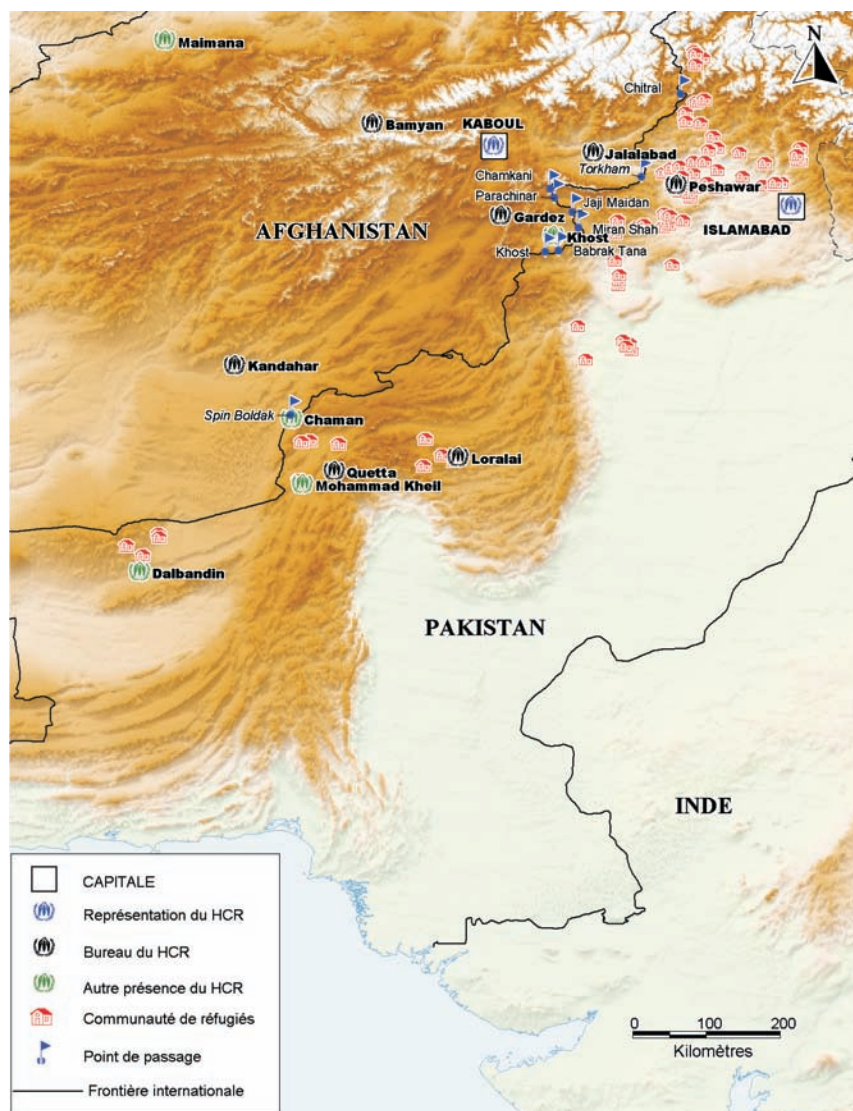 Maimana
N
Chitral
Bamyan
KABOUL
Jalalabad
Torkham
Chamkani
Peshawar
Parachinar
Jaji Maidan
Gardez
ISLAMABAD
AFGHANISTAN
Miran Shah
Khost
Khost
Babrak Tana
Kandahar
Spin Boldak
Chaman
Loralai
Quetta
Mohammad Kheil
Dalbandin
PAKISTAN
INDE
CAPITALE
Représentation du HCR
Bureau du HCR
Autre présence du HCR
Communauté de réfugiés
Point de passage
Frontière internationale
0 100 200
Kilomètres